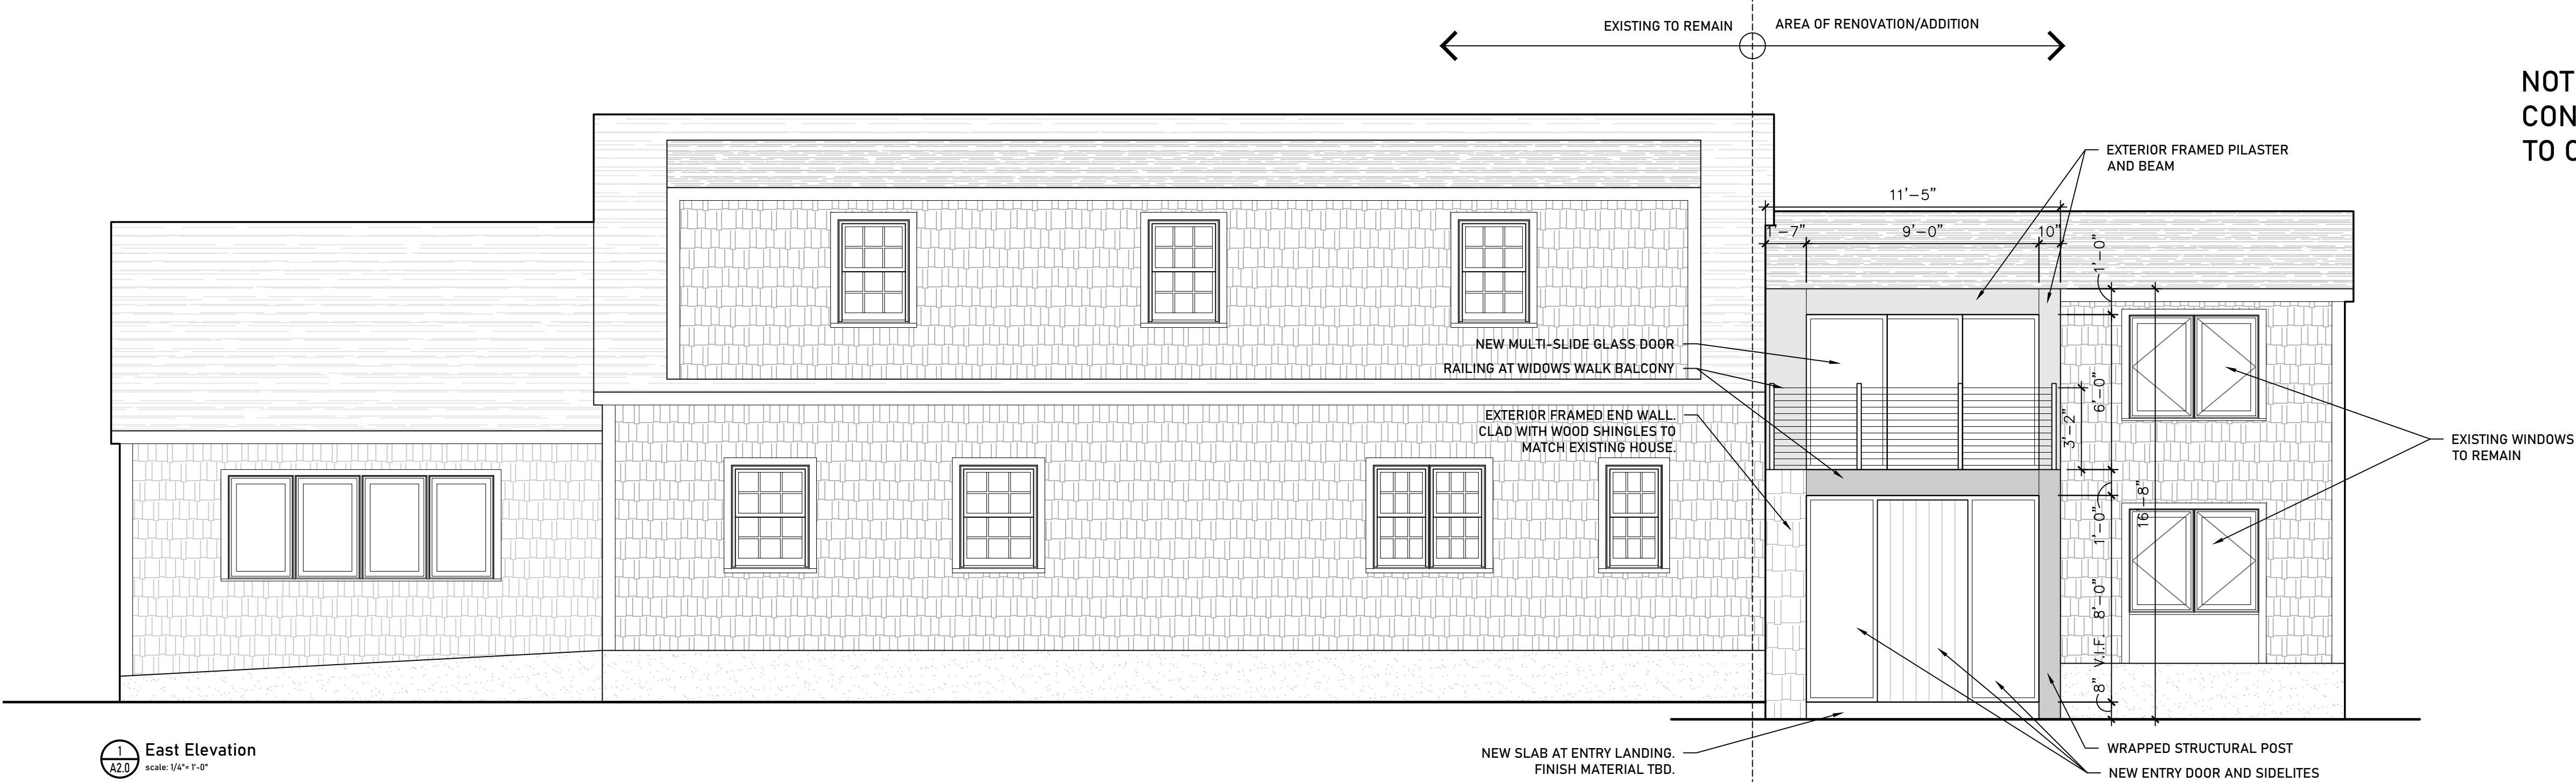 EXISTING TO REMAIN
AREA OF RENOVATION/ADDITION
NOT
CON
TO
EXTERIOR FRAMED PILASTER
AND BEAM
11'-5"
1'-7"
9'-0"
10"
1'-0"
NEW MULTI-SLIDE GLASS DOOR
RAILING AT WIDOWS WALK BALCONY
6'-0"
3'-2"
EXTERIOR FRAMED END WALL.
CLAD WITH WOOD SHINGLES TO
MATCH EXISTING HOUSE.
EXISTING WINDOWS
TO REMAIN
16'-8"
1'-0"
8'-0"
V.I.F.
8"
1
A2.0
East Elevation
scale: 1/4"= 1'-0"
NEW SLAB AT ENTRY LANDING.
FINISH MATERIAL TBD.
WRAPPED STRUCTURAL POST
NEW ENTRY DOOR AND SIDELITES